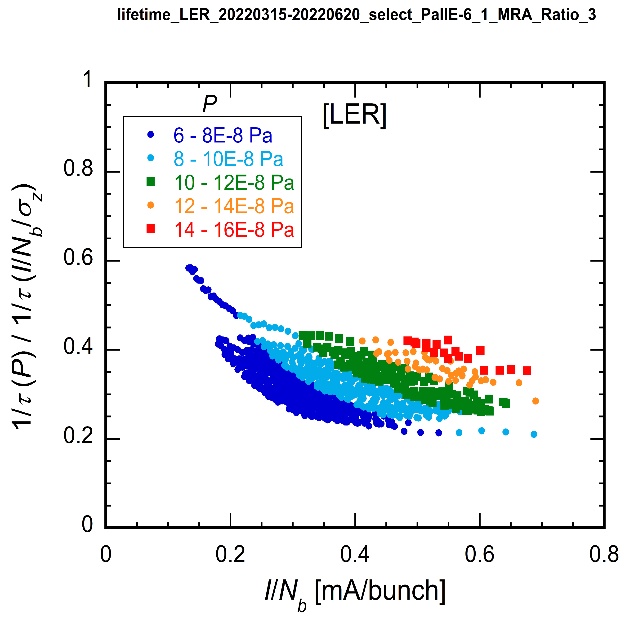 lifetime_LER_20220315-20220620_select_PallE-6_1_MRA_Ratio_3
1
0.8
0.6
0.4
0.2
0
1/τ (P) / 1/τ (I/N_b/σ_z)
P
[LER]
6 - 8E-8 Pa
8 - 10E-8 Pa
10 - 12E-8 Pa
12 - 14E-8 Pa
14 - 16E-8 Pa
0 0.2 0.4 0.6 0.8
I/N_b [mA/bunch]